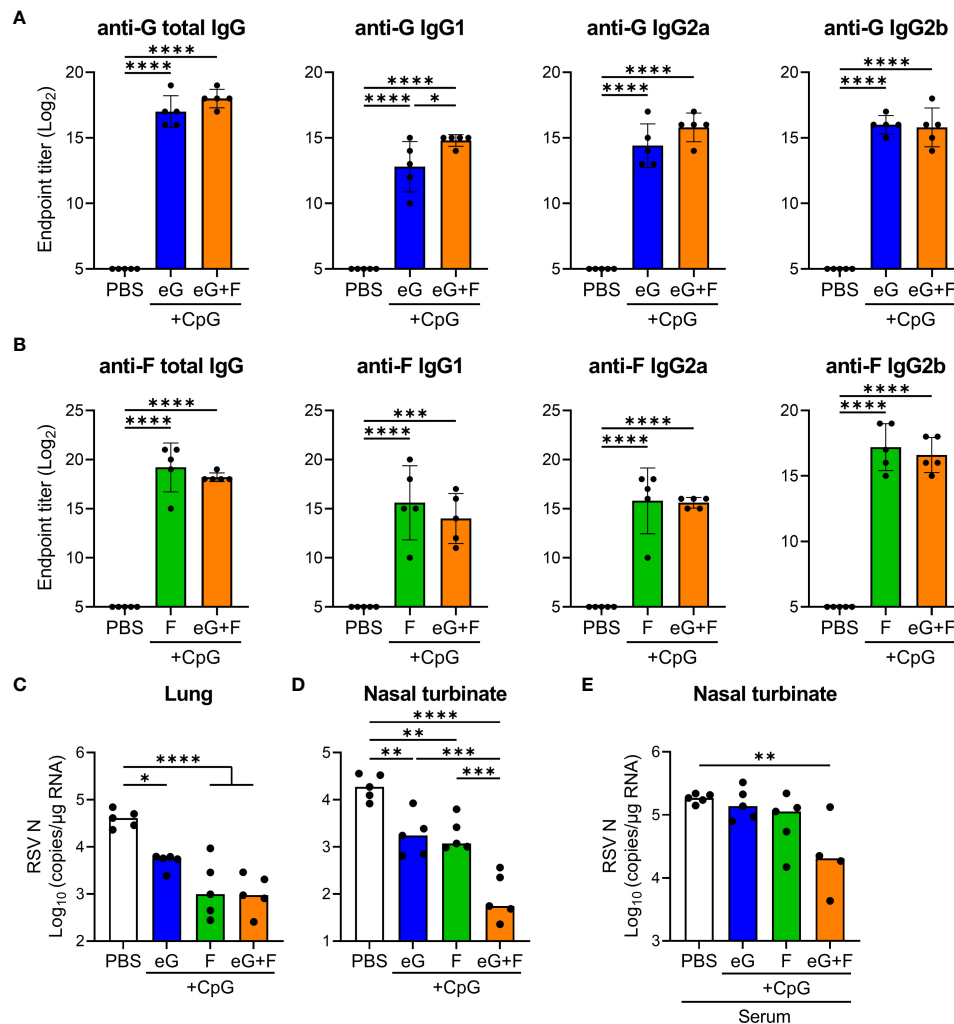 A
anti-G total IgG
anti-G IgG1
anti-G IgG2a
anti-G IgG2b
Endpoint titer (Log2)
20
15
10
5
****
****
PBS
eG
eG+F
+CpG
20
15
10
5
****
****
*
PBS
eG
eG+F
+CpG
20
15
10
5
****
****
PBS
eG
eG+F
+CpG
20
15
10
5
****
****
PBS
eG
eG+F
+CpG
B
anti-F total IgG
anti-F IgG1
anti-F IgG2a
anti-F IgG2b
Endpoint titer (Log2)
25
20
15
10
5
****
****
PBS
F
eG+F
+CpG
25
20
15
10
5
***
****
PBS
F
eG+F
+CpG
25
20
15
10
5
****
****
PBS
F
eG+F
+CpG
20
15
10
5
****
****
PBS
F
eG+F
+CpG
C
Lung
RSV N
Log10 (copies/µg RNA)
6
5
4
3
2
****
*
PBS
eG
F
eG+F
+CpG
D
Nasal turbinate
5
4
3
2
1
****
**
**
***
***
PBS
eG
F
eG+F
+CpG
E
Nasal turbinate
RSV N
Log10 (copies/µg RNA)
6
5
4
3
**
PBS
eG
F
eG+F
+CpG
Serum